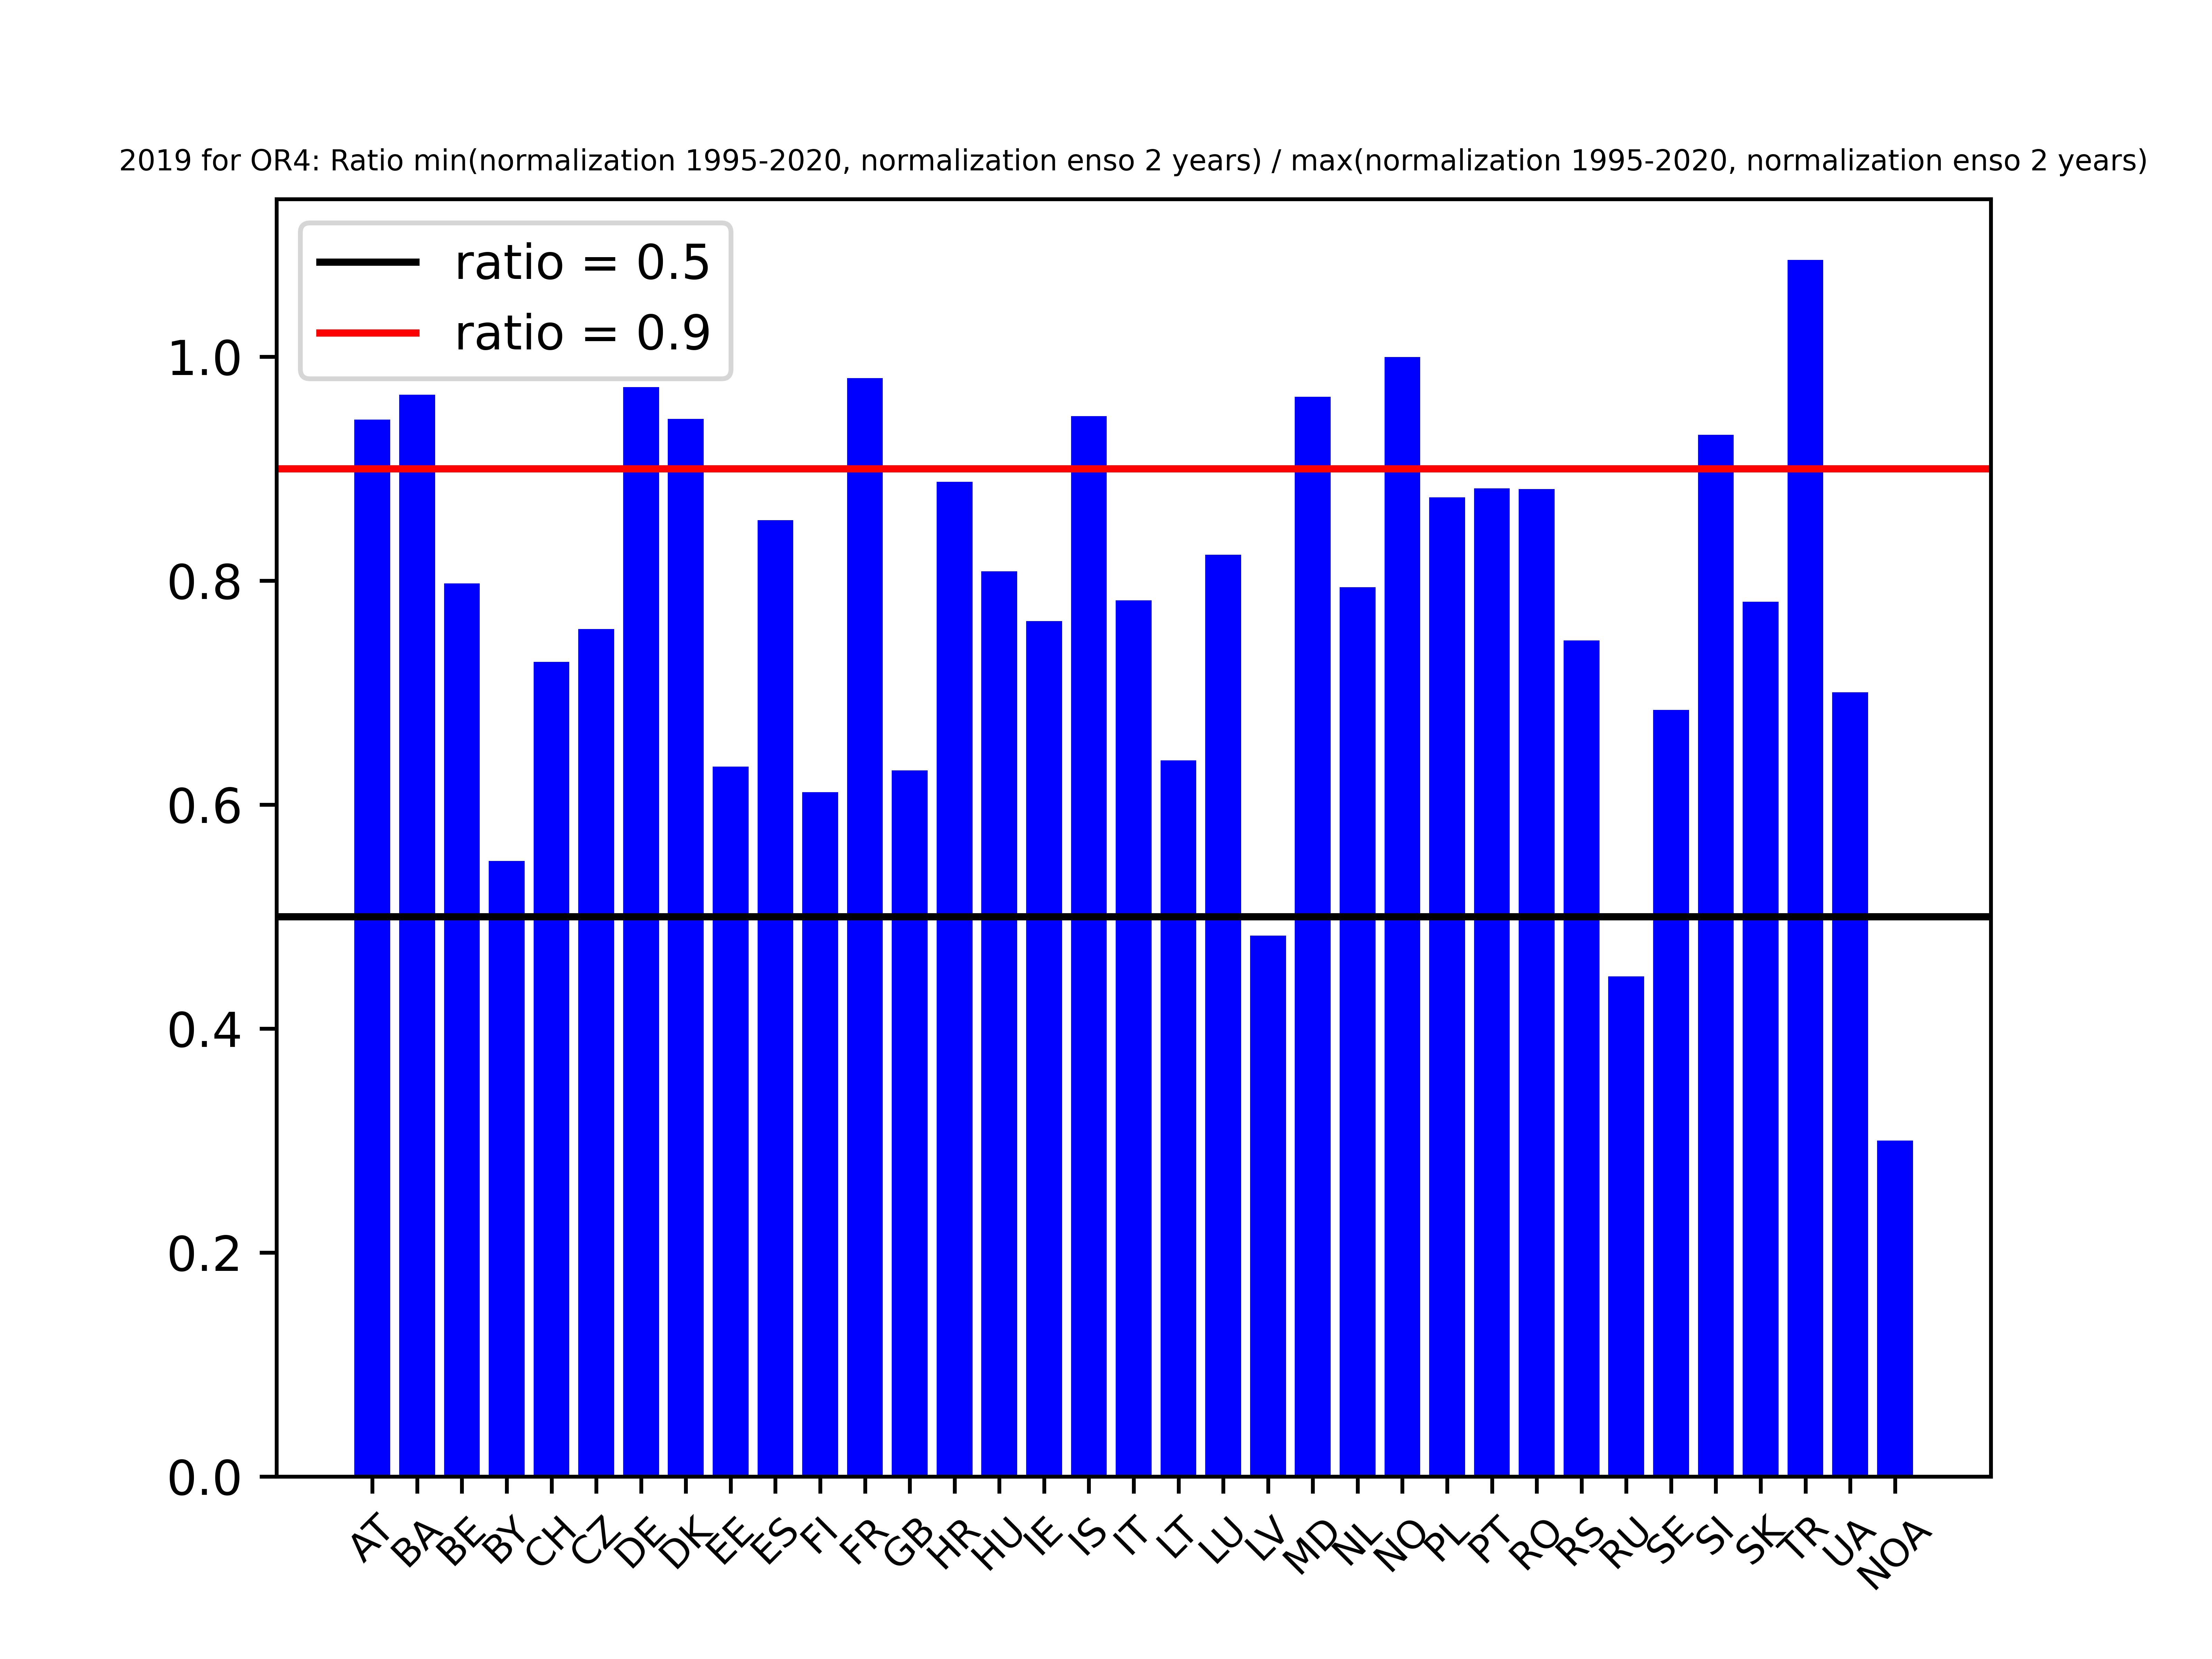 2019 for OR4: Ratio min(normalization 1995-2020, normalization enso 2 years) / max(normalization 1995-2020, normalization enso 2 years)
ratio = 0.5
ratio = 0.9
1.0
0.8
0.6
0.4
0.2
0.0
AT BA BE BY CH CZ DE DK EE ES FI FR GB HR HU IE IS IT LT LU LV MD NL NO PL PT RO RS RU SE SI SK TR UA NOA